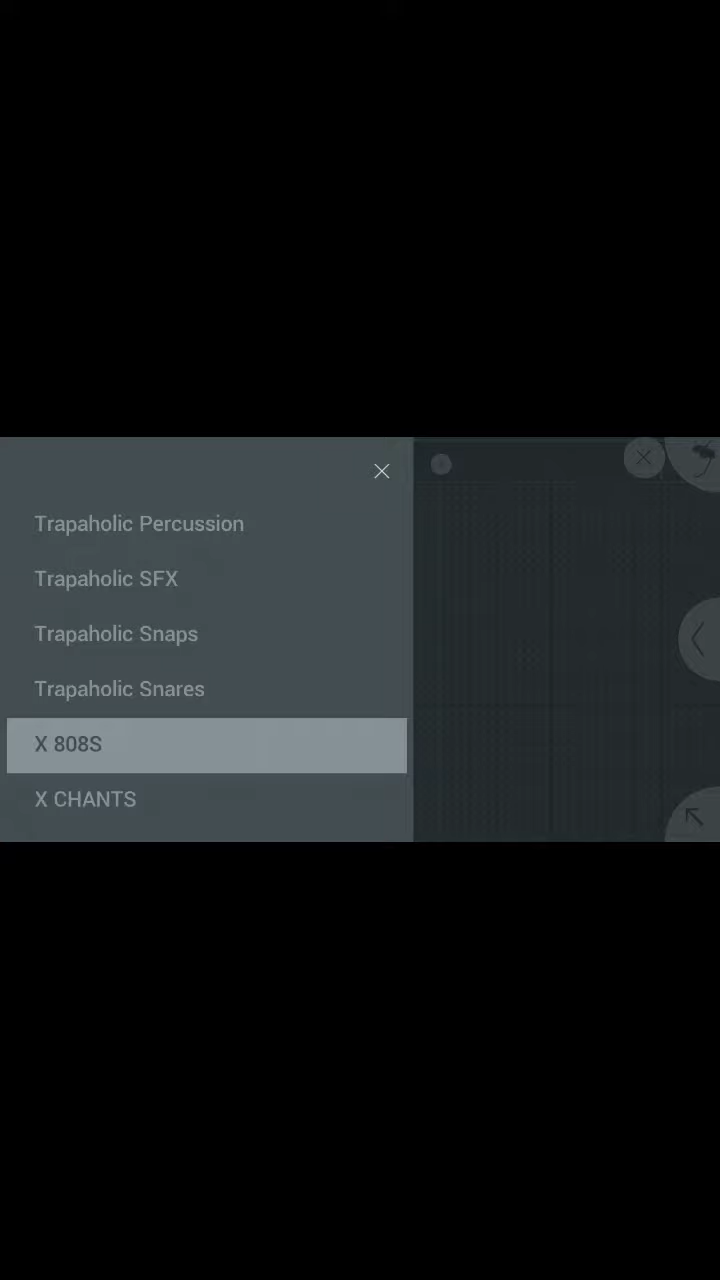 Trapaholic Percussion
Trapaholic SFX
Trapaholic Snaps
Trapaholic Snares
X 808S
X CHANTS